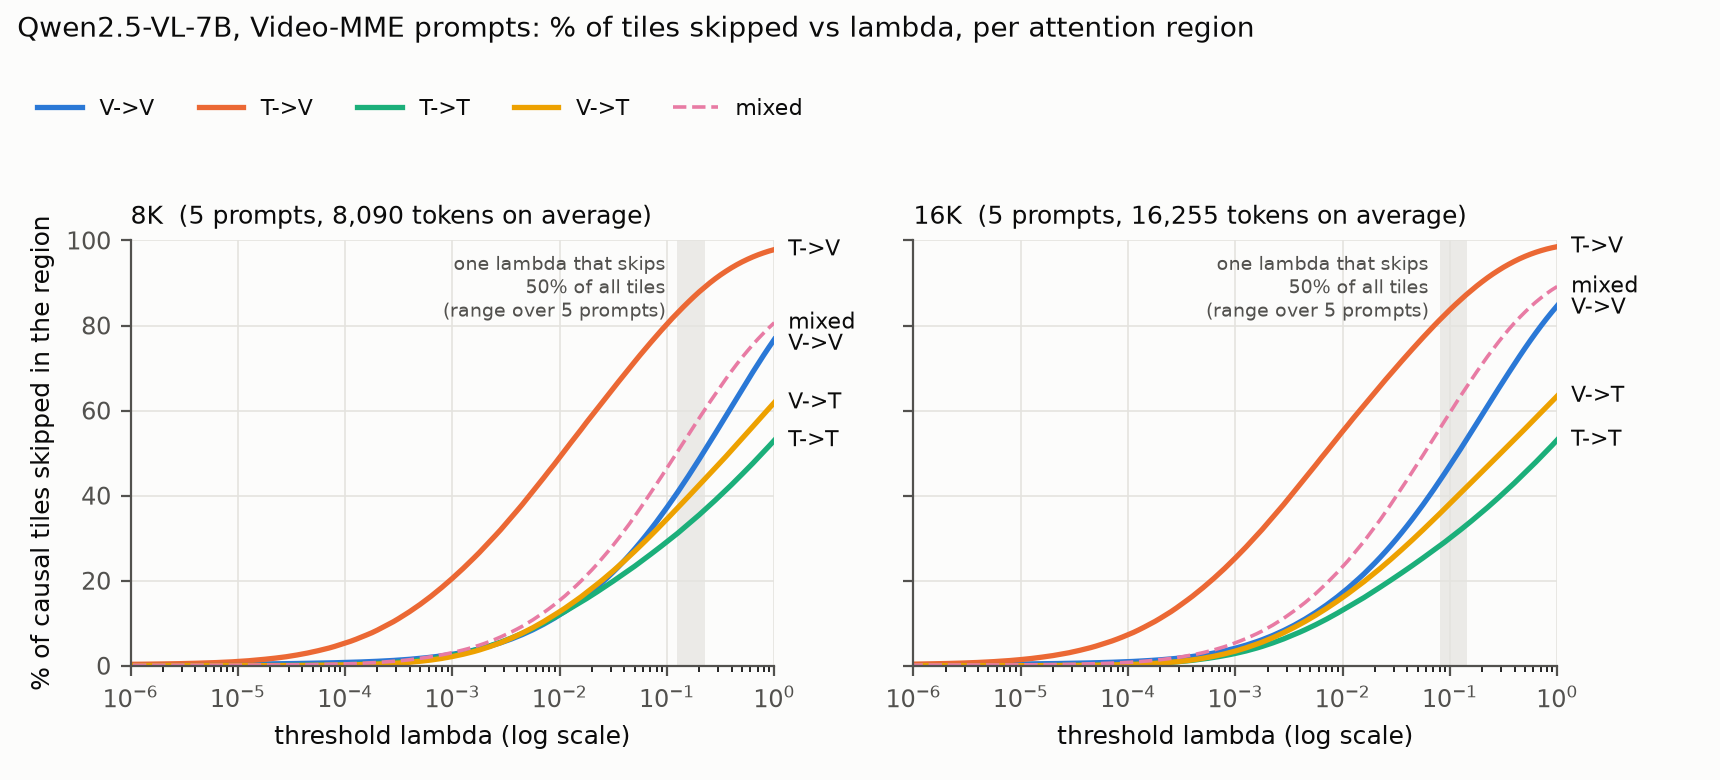 Qwen2.5-VL-7B, Video-MME prompts: % of tiles skipped vs lambda, per attention region
V->V T->V T->T V->T mixed
8K (5 prompts, 8,090 tokens on average)
% of causal tiles skipped in the region
100
80
60
40
20
0
one lambda that skips
50% of all tiles
(range over 5 prompts)
T->V
mixed
V->V
V->T
T->T
10⁻⁶ 10⁻⁵ 10⁻⁴ 10⁻³ 10⁻² 10⁻¹ 10⁰
threshold lambda (log scale)
16K (5 prompts, 16,255 tokens on average)
one lambda that skips
50% of all tiles
(range over 5 prompts)
T->V
mixed
V->V
V->T
T->T
10⁻⁶ 10⁻⁵ 10⁻⁴ 10⁻³ 10⁻² 10⁻¹ 10⁰
threshold lambda (log scale)